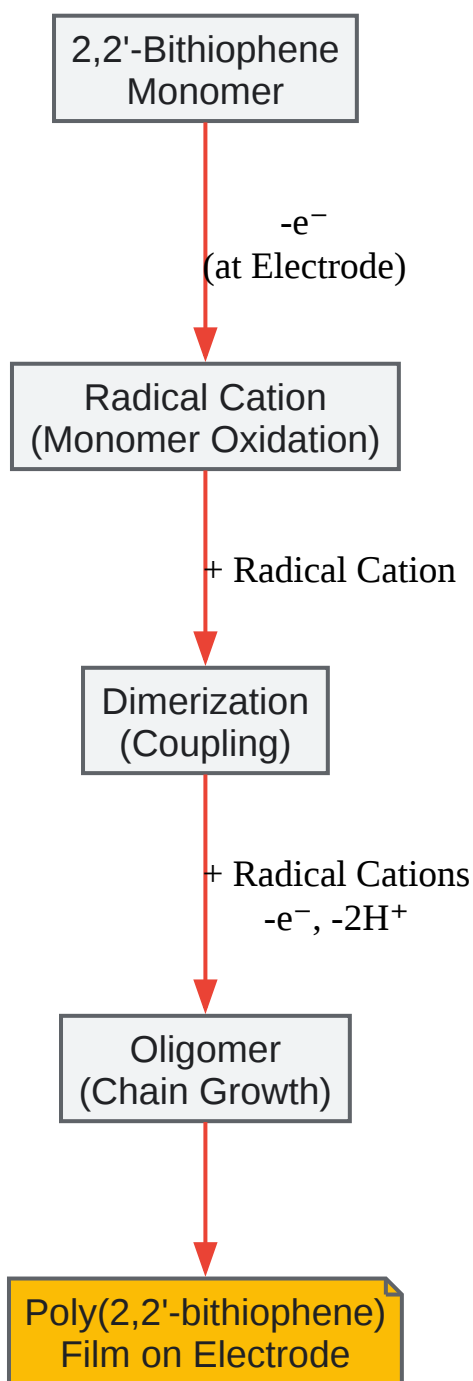 2,2'-Bithiophene
Monomer
-e⁻
(at Electrode)
Radical Cation
(Monomer Oxidation)
+ Radical Cation
Dimerization
(Coupling)
+ Radical Cations
-e⁻, -2H⁺
Oligomer
(Chain Growth)
Poly(2,2'-bithiophene)
Film on Electrode